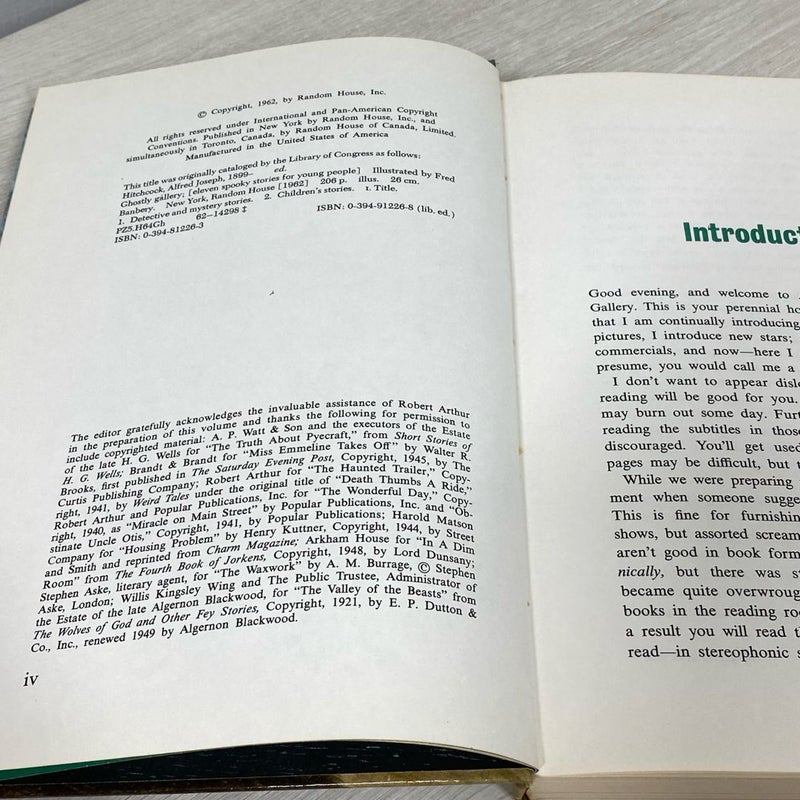 © Copyright, 1962, by Random House, Inc.
All rights reserved under International and Pan-American Copyright
Conventions. Published in New York by Random House, Inc., and
simultaneously in Toronto, Canada, by Random House of Canada, Limited.
Manufactured in the United States of America
This title was originally cataloged by the Library of Congress as follows:
Hitchcock, Alfred Joseph, 1899– ed.
Ghostly gallery; [eleven spooky stories for young people] Illustrated by Fred
Banbery. New York, Random House [1962] 206 p. illus. 26 cm.
1. Detective and mystery stories. 2. Children's stories. I. Title.
PZ5.H64Gh 62–14298 ‡
ISBN: 0-394-81226-3 ISBN: 0-394-91226-8 (lib. ed.)
The editor gratefully acknowledges the invaluable assistance of Robert Arthur
in the preparation of this volume and thanks the following for permission to
include copyrighted material: A. P. Watt & Son and the executors of the Estate
of the late H. G. Wells for "The Truth About Pyecraft," from Short Stories of
H. G. Wells; Brandt & Brandt for "Miss Emmeline Takes Off" by Walter R.
Brooks, first published in The Saturday Evening Post, Copyright, 1945, by The
Curtis Publishing Company; Robert Arthur for "The Haunted Trailer," Copy-
right, 1941, by Weird Tales under the original title of "Death Thumbs A Ride,"
Robert Arthur and Popular Publications, Inc. for "The Wonderful Day," Copy-
right, 1940, as "Miracle on Main Street" by Popular Publications, Inc. and "Ob-
stinate Uncle Otis," Copyright, 1941, by Popular Publications; Harold Matson
Company for "Housing Problem" by Henry Kuttner, Copyright, 1944, by Street
and Smith and reprinted from Charm Magazine; Arkham House for "In A Dim
Room" from The Fourth Book of Jorkens, Copyright, 1948, by Lord Dunsany;
Stephen Aske, literary agent, for "The Waxwork" by A. M. Burrage, © Stephen
Aske, London; Willis Kingsley Wing and The Public Trustee, Administrator of
the Estate of the late Algernon Blackwood, for "The Valley of the Beasts" from
The Wolves of God and Other Fey Stories, Copyright, 1921, by E. P. Dutton &
Co., Inc., renewed 1949 by Algernon Blackwood.
iv
Introduc
Good evening, and welcome to
Gallery. This is your perennial ho
that I am continually introducing
pictures, I introduce new stars;
commercials, and now—here I
presume, you would call me a
I don't want to appear disl
reading will be good for you.
may burn out some day. Furt
reading the subtitles in thos
discouraged. You'll get use
pages may be difficult, but t
While we were preparing
ment when someone sugge
This is fine for furnishin
shows, but assorted scream
aren't good in book form
nically, but there was s
became quite overwroug
books in the reading roo
a result you will read t
read—in stereophonic s